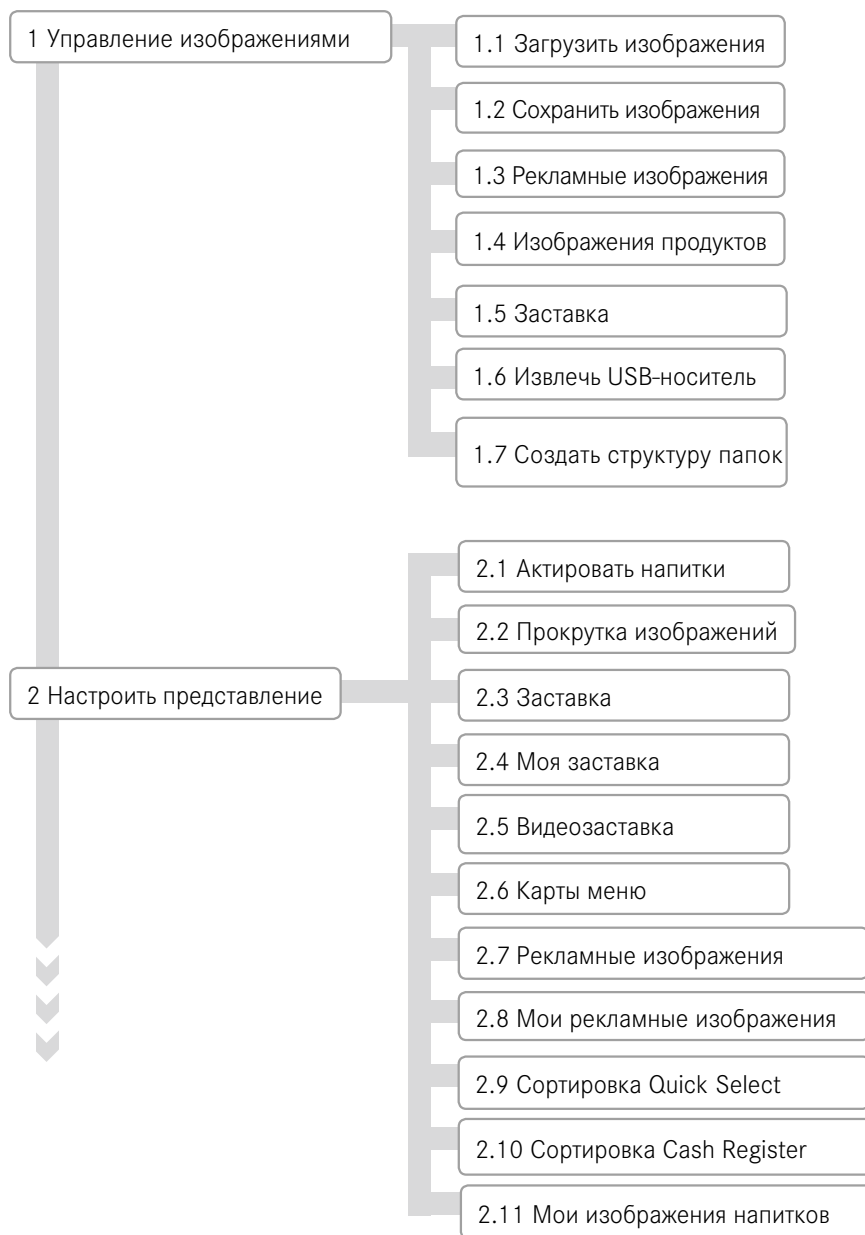 1 Управление изображениями
1.1 Загрузить изображения
1.2 Сохранить изображения
1.3 Рекламные изображения
1.4 Изображения продуктов
1.5 Заставка
1.6 Извлечь USB-носитель
1.7 Создать структуру папок
2 Настроить представление
2.1 Актировать напитки
2.2 Прокрутка изображений
2.3 Заставка
2.4 Моя заставка
2.5 Видеозаставка
2.6 Карты меню
2.7 Рекламные изображения
2.8 Мои рекламные изображения
2.9 Сортировка Quick Select
2.10 Сортировка Cash Register
2.11 Мои изображения напитков